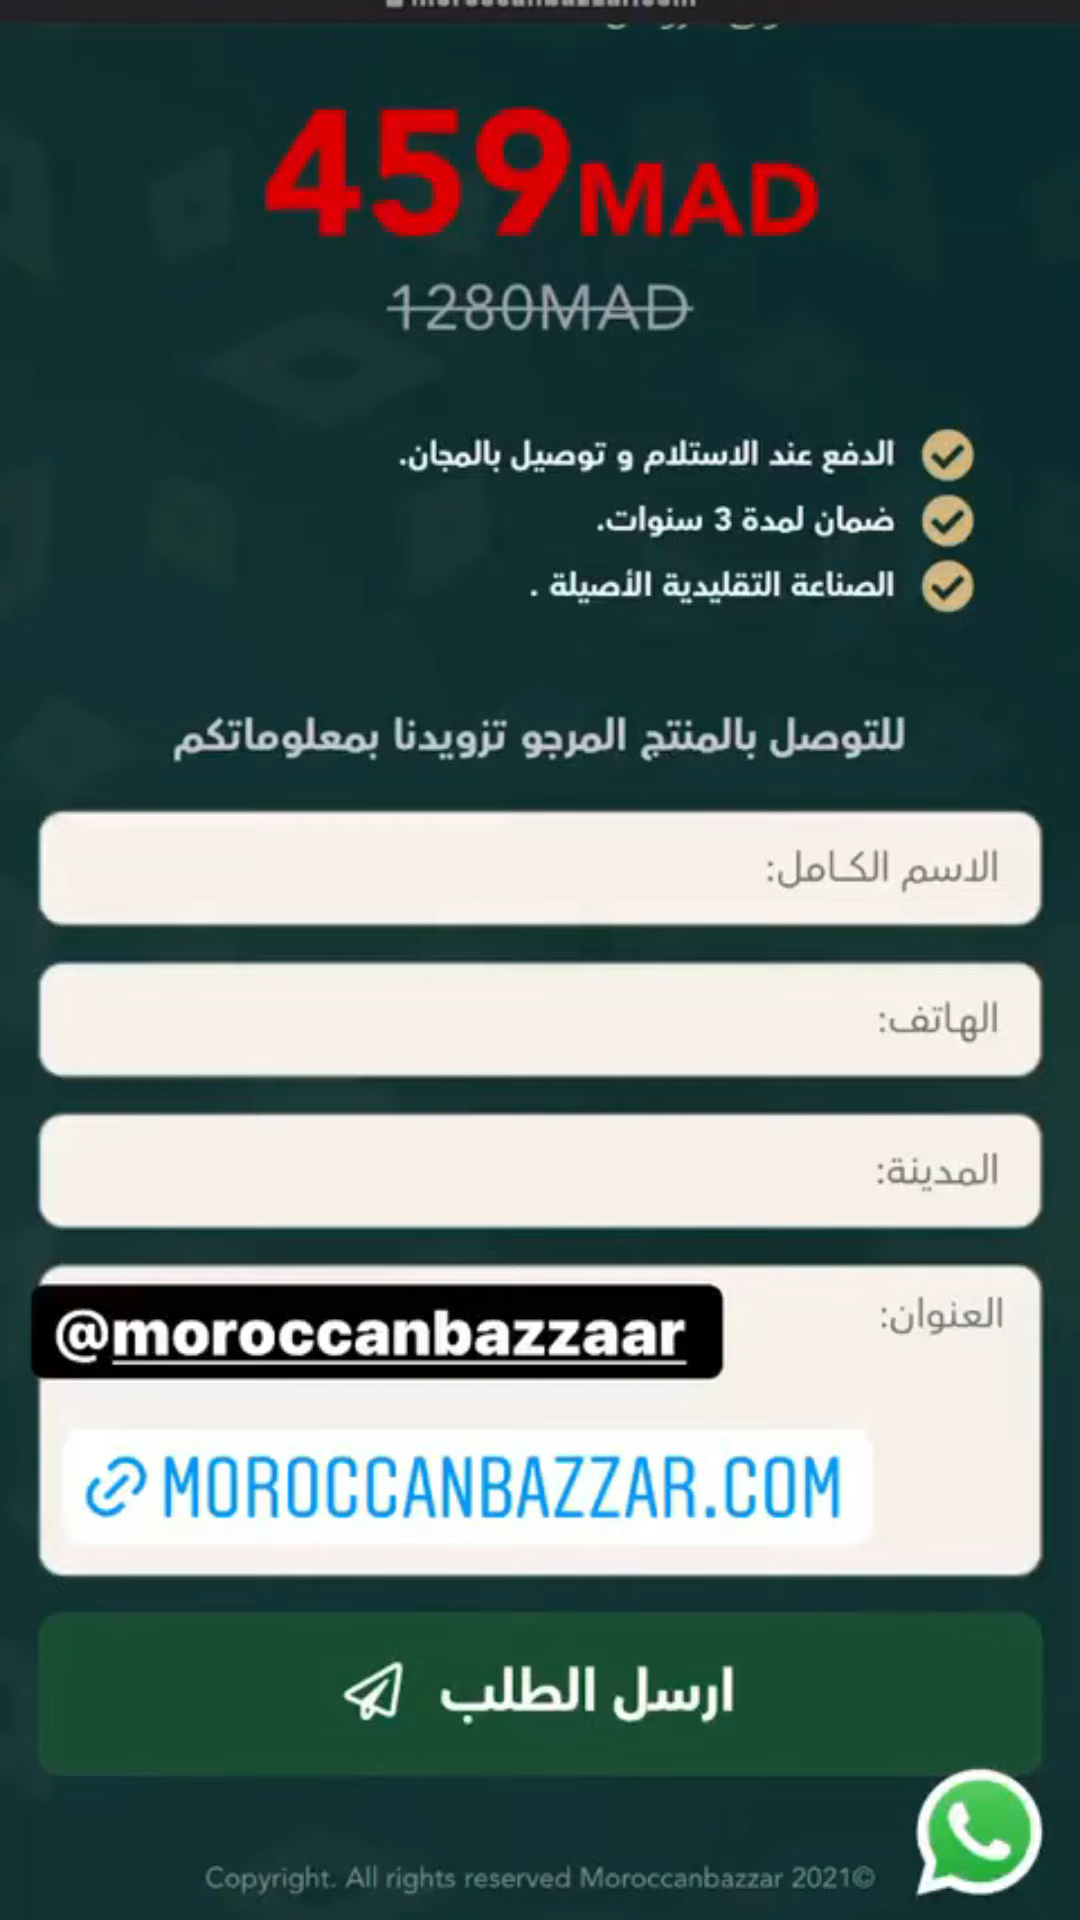 459MAD
1280MAD
الدفع عند الاستلام و توصيل بالمجان.
ضمان لمدة 3 سنوات.
الصناعة التقليدية الأصيلة .
للتوصل بالمنتج المرجو تزويدنا بمعلوماتكم
الاسم الكـامل:
الهاتف:
المدينة:
العنوان:
@moroccanbazzaar
MOROCCANBAZZAR.COM
ارسل الطلب
Copyright. All rights reserved Moroccanbazzar 2021©